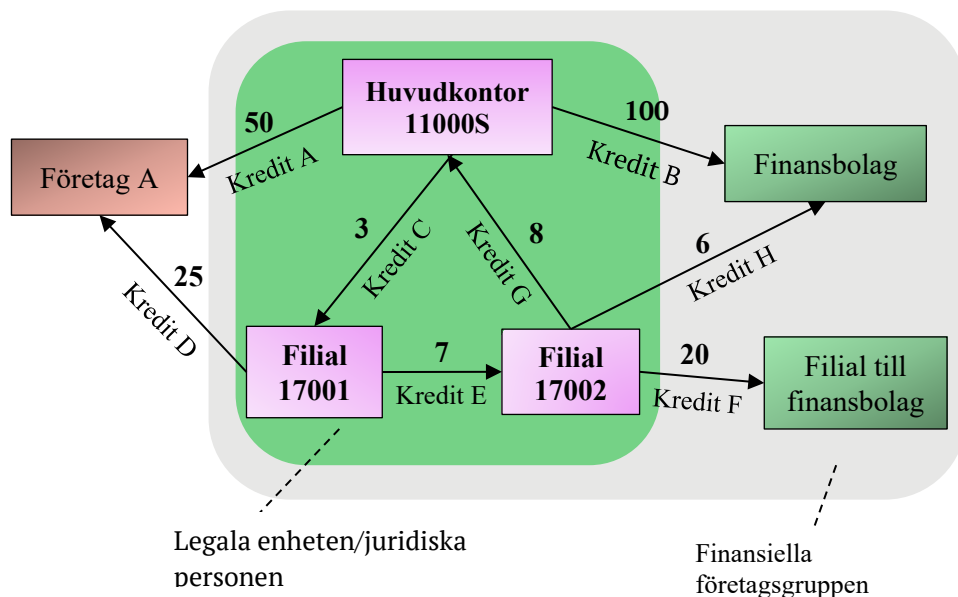 Huvudkontor
11000S
50
Kredit A
100
Kredit B
Företag A
Finansbolag
3
Kredit C
8
Kredit G
6
Kredit H
25
Kredit D
Filial
17001
7
Kredit E
Filial
17002
20
Kredit F
Filial till
finansbolag
Legala enheten/juridiska
personen
Finansiella
företagsgruppen